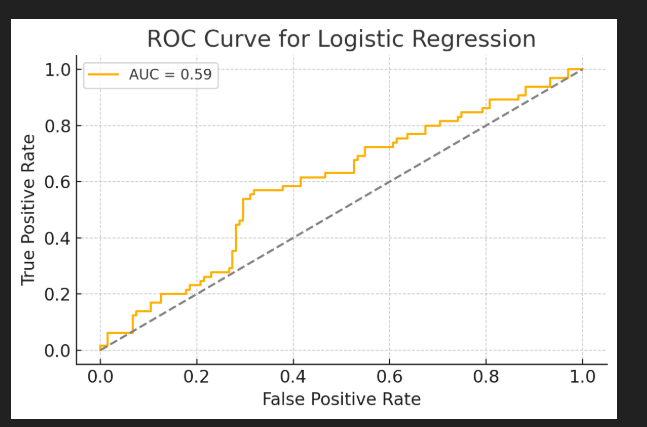 ROC Curve for Logistic Regression
AUC = 0.59
1.0
0.8
0.6
0.4
0.2
0.0
True Positive Rate
0.0 0.2 0.4 0.6 0.8 1.0
False Positive Rate